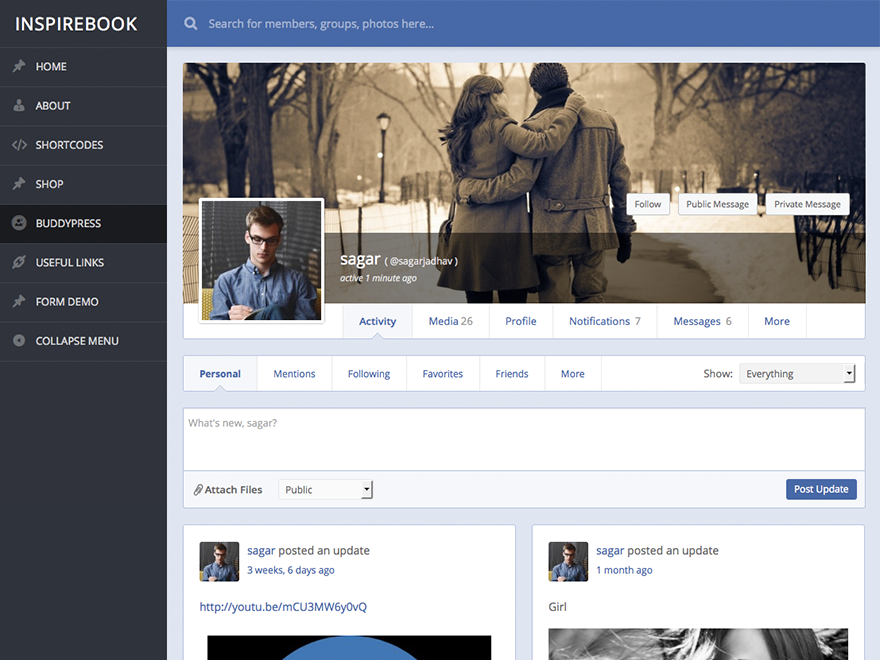 INSPIREBOOK
Search for members, groups, photos here...
HOME
ABOUT
SHORTCODES
SHOP
BUDDYPRESS
USEFUL LINKS
FORM DEMO
COLLAPSE MENU
Follow
Public Message
Private Message
sagar ( @sagarjadhav )
active 1 minute ago
Activity Media 26 Profile Notifications 7 Messages 6 More
Personal Mentions Following Favorites Friends More Show: Everything
What's new, sagar?
Attach Files Public Post Update
sagar posted an update
3 weeks, 6 days ago
http://youtu.be/mCU3MW6y0vQ
sagar posted an update
1 month ago
Girl